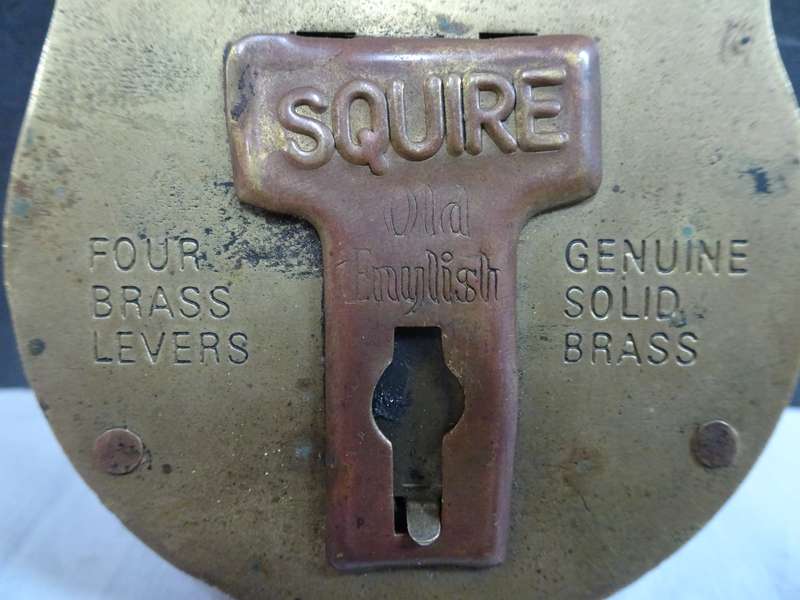 SQUIRE
Old
English
FOUR
BRASS
LEVERS
GENUINE
SOLID
BRASS